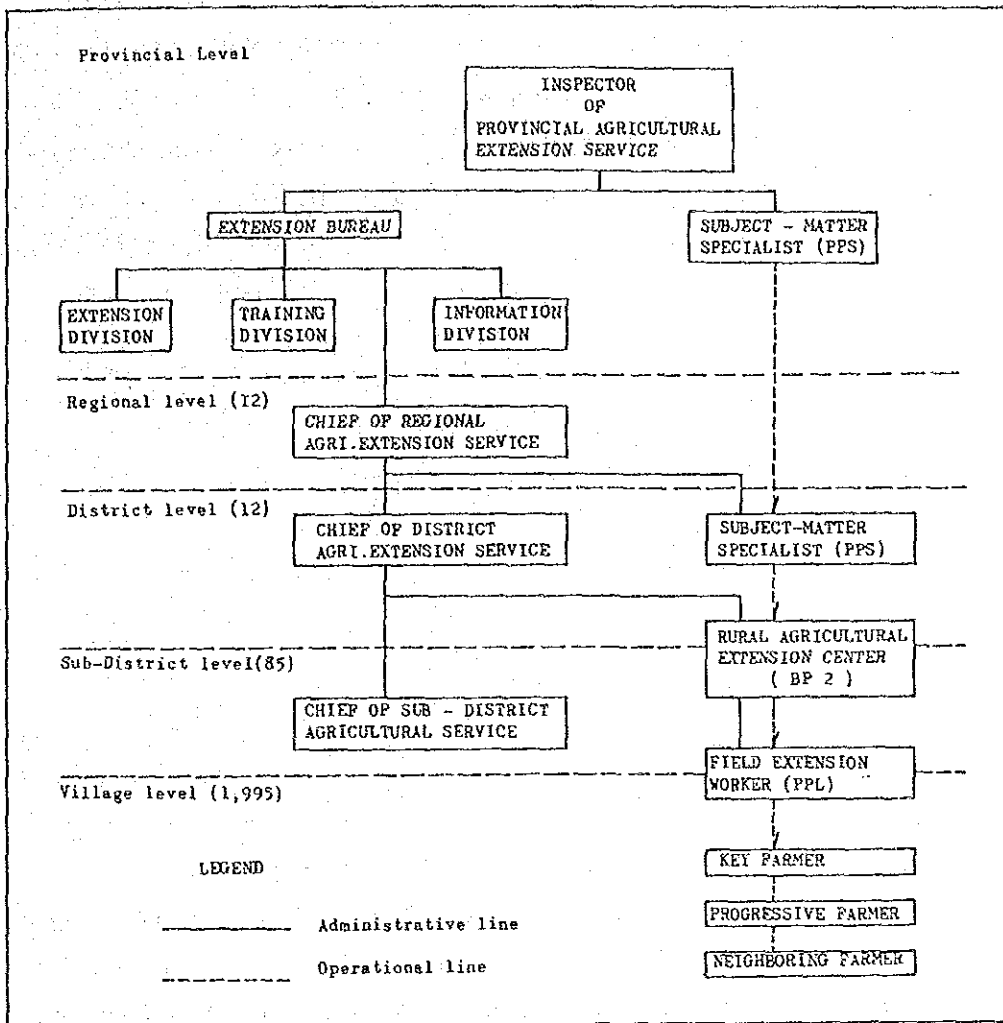 Provincial Level
INSPECTOR
OF
PROVINCIAL AGRICULTURAL
EXTENSION SERVICE
EXTENSION BUREAU
SUBJECT - MATTER
SPECIALIST (PPS)
EXTENSION
DIVISION
TRAINING
DIVISION
INFORMATION
DIVISION
Regional level (12)
CHIEF OF REGIONAL
AGRI.EXTENSION SERVICE
District level (12)
CHIEF OF DISTRICT
AGRI.EXTENSION SERVICE
SUBJECT-MATTER
SPECIALIST (PPS)
RURAL AGRICULTURAL
EXTENSION CENTER
( BP 2 )
Sub-District level(85)
CHIEF OF SUB - DISTRICT
AGRICULTURAL SERVICE
FIELD EXTENSION
WORKER (PPL)
Village level (1,995)
LEGEND
KEY FARMER
Administrative line
PROGRESSIVE FARMER
Operational line
NEIGHBORING FARMER